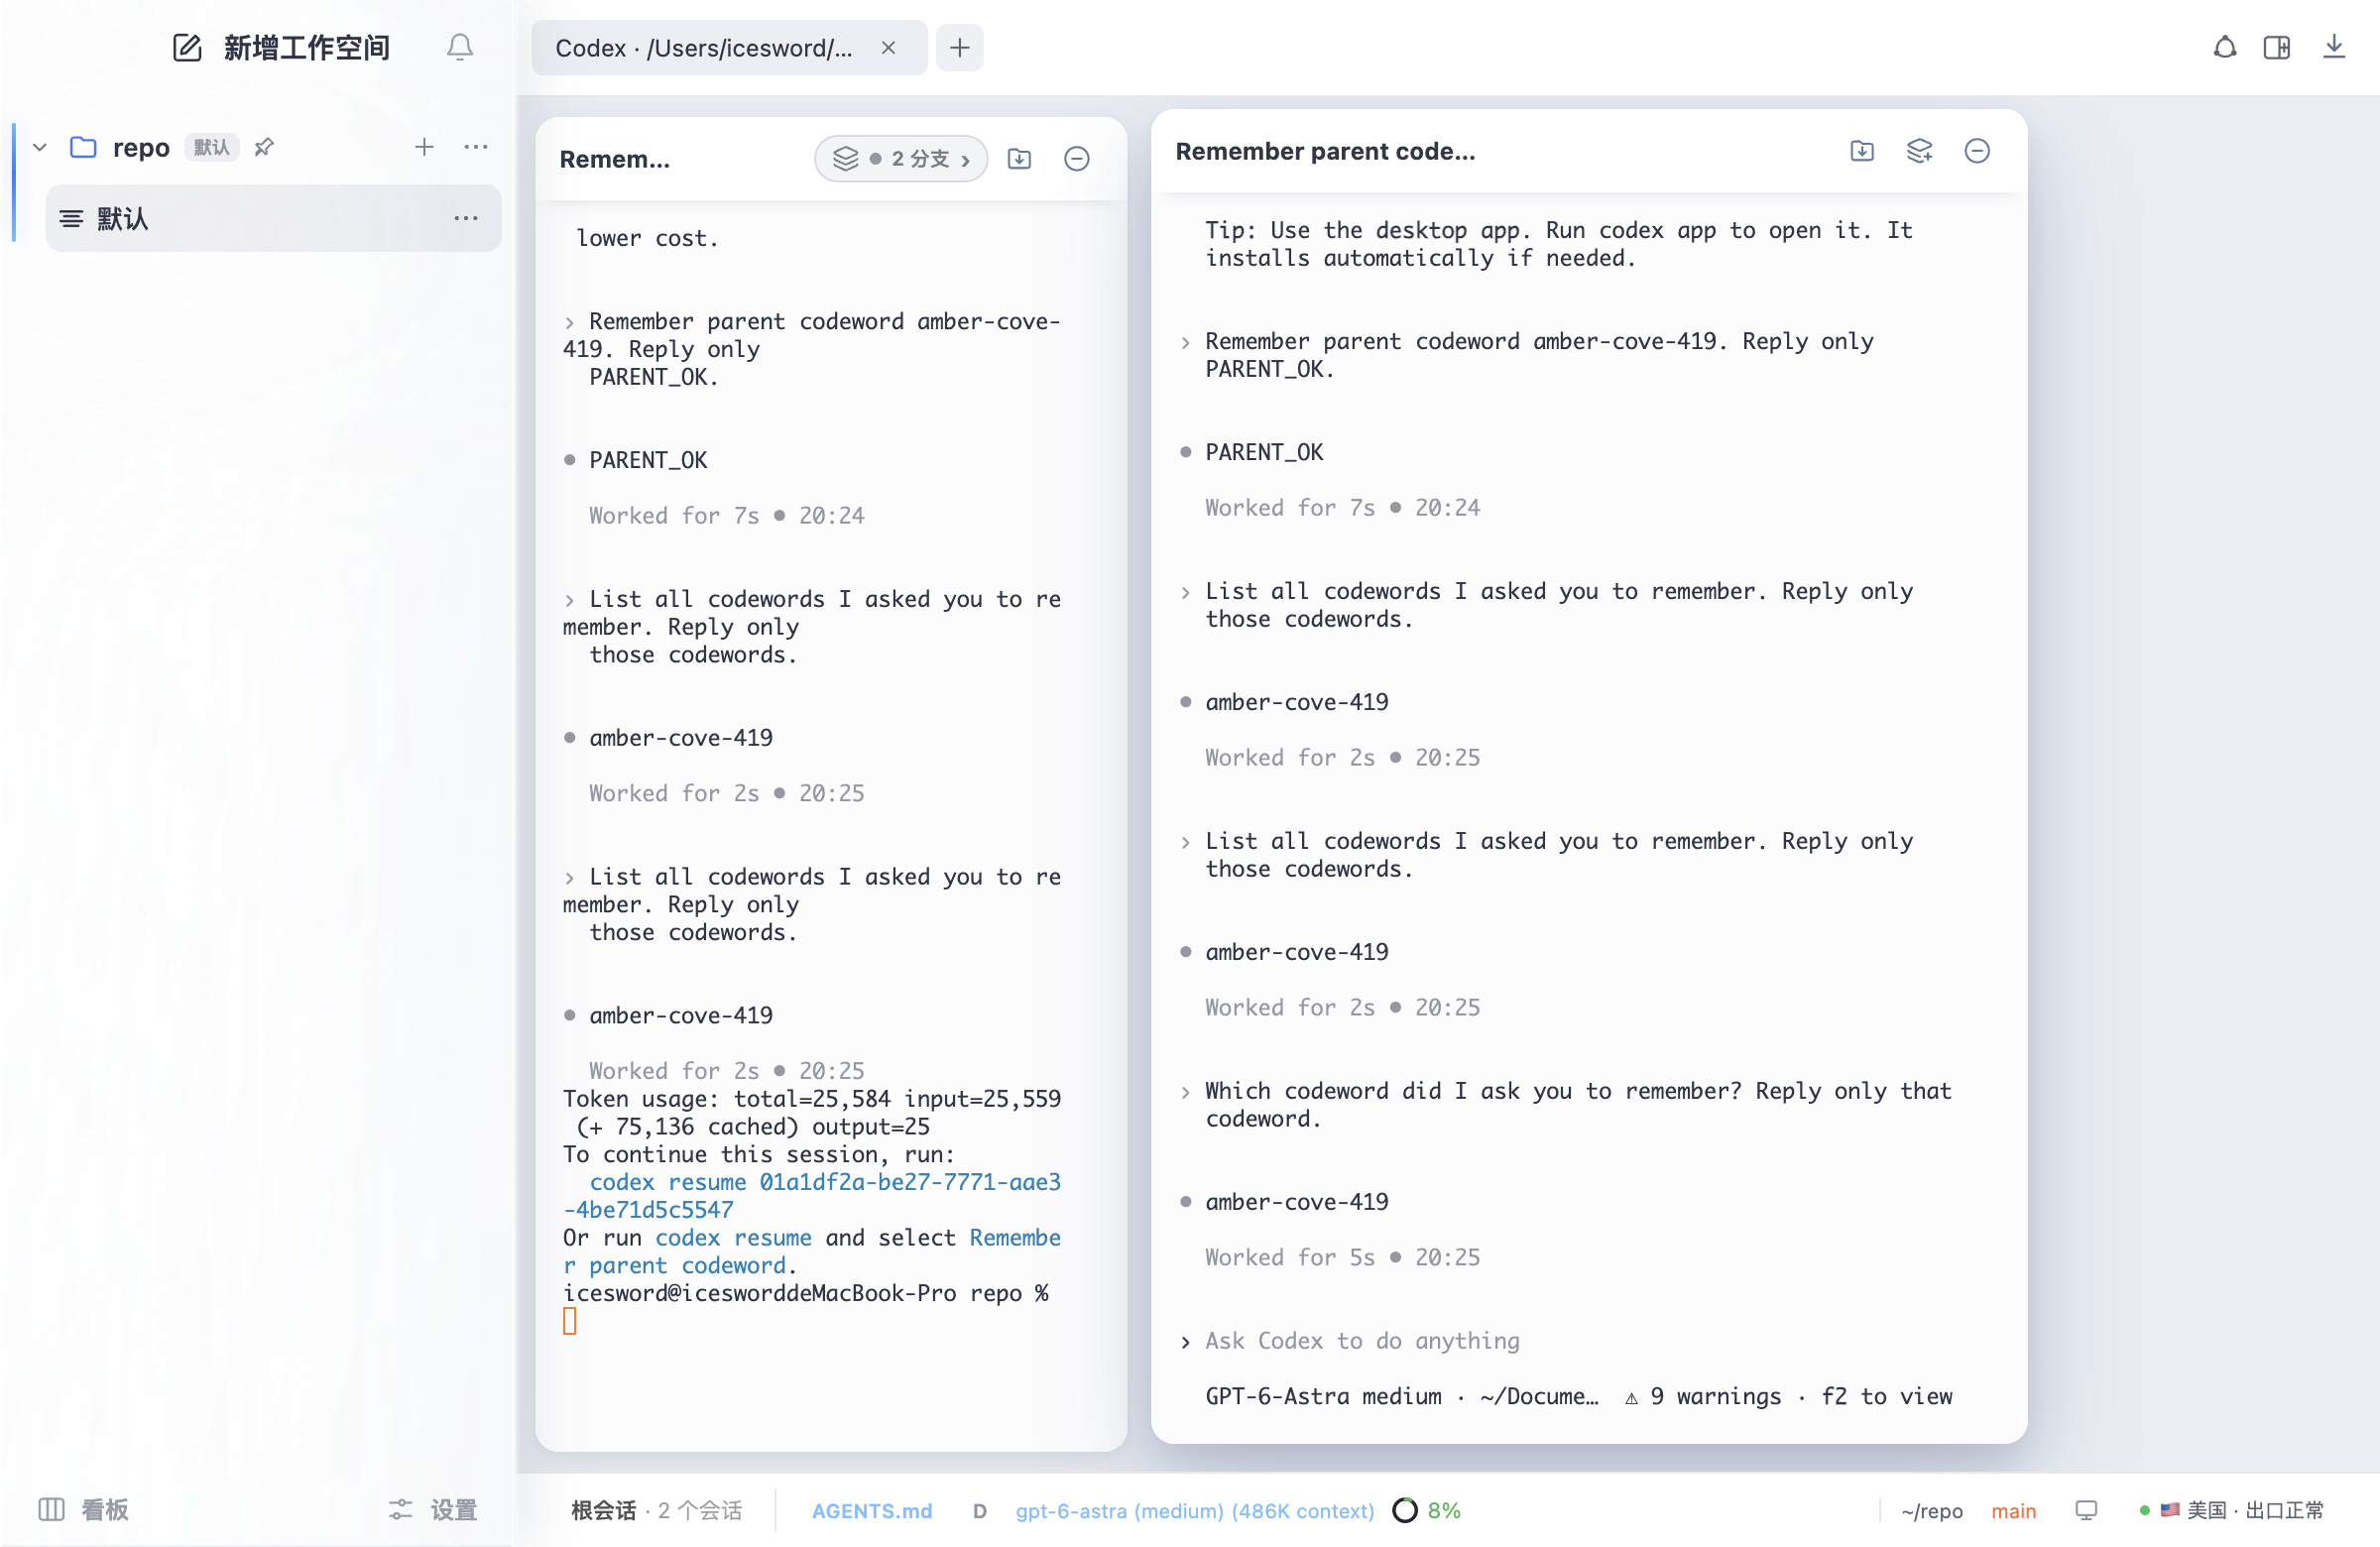 新增工作空间
Codex · /Users/icesword/...
repo 默认
默认
Remem...
2 分支
lower cost.
› Remember parent codeword amber-cove-
419. Reply only
PARENT_OK.
PARENT_OK
Worked for 7s • 20:24
› List all codewords I asked you to re
member. Reply only
those codewords.
amber-cove-419
Worked for 2s • 20:25
› List all codewords I asked you to re
member. Reply only
those codewords.
amber-cove-419
Worked for 2s • 20:25
Token usage: total=25,584 input=25,559
(+ 75,136 cached) output=25
To continue this session, run:
codex resume 01a1df2a-be27-7771-aae3
-4be71d5c5547
Or run codex resume and select Remembe
r parent codeword.
icesword@icesworddeMacBook-Pro repo %
Remember parent code...
Tip: Use the desktop app. Run codex app to open it. It
installs automatically if needed.
› Remember parent codeword amber-cove-419. Reply only
PARENT_OK.
PARENT_OK
Worked for 7s • 20:24
› List all codewords I asked you to remember. Reply only
those codewords.
amber-cove-419
Worked for 2s • 20:25
› List all codewords I asked you to remember. Reply only
those codewords.
amber-cove-419
Worked for 2s • 20:25
› Which codeword did I ask you to remember? Reply only that
codeword.
amber-cove-419
Worked for 5s • 20:25
› Ask Codex to do anything
GPT-6-Astra medium · ~/Docume… ⚠ 9 warnings · f2 to view
看板
设置
根会话 · 2 个会话
AGENTS.md
D
gpt-6-astra (medium) (486K context)
8%
~/repo
main
🇺🇸 美国 · 出口正常